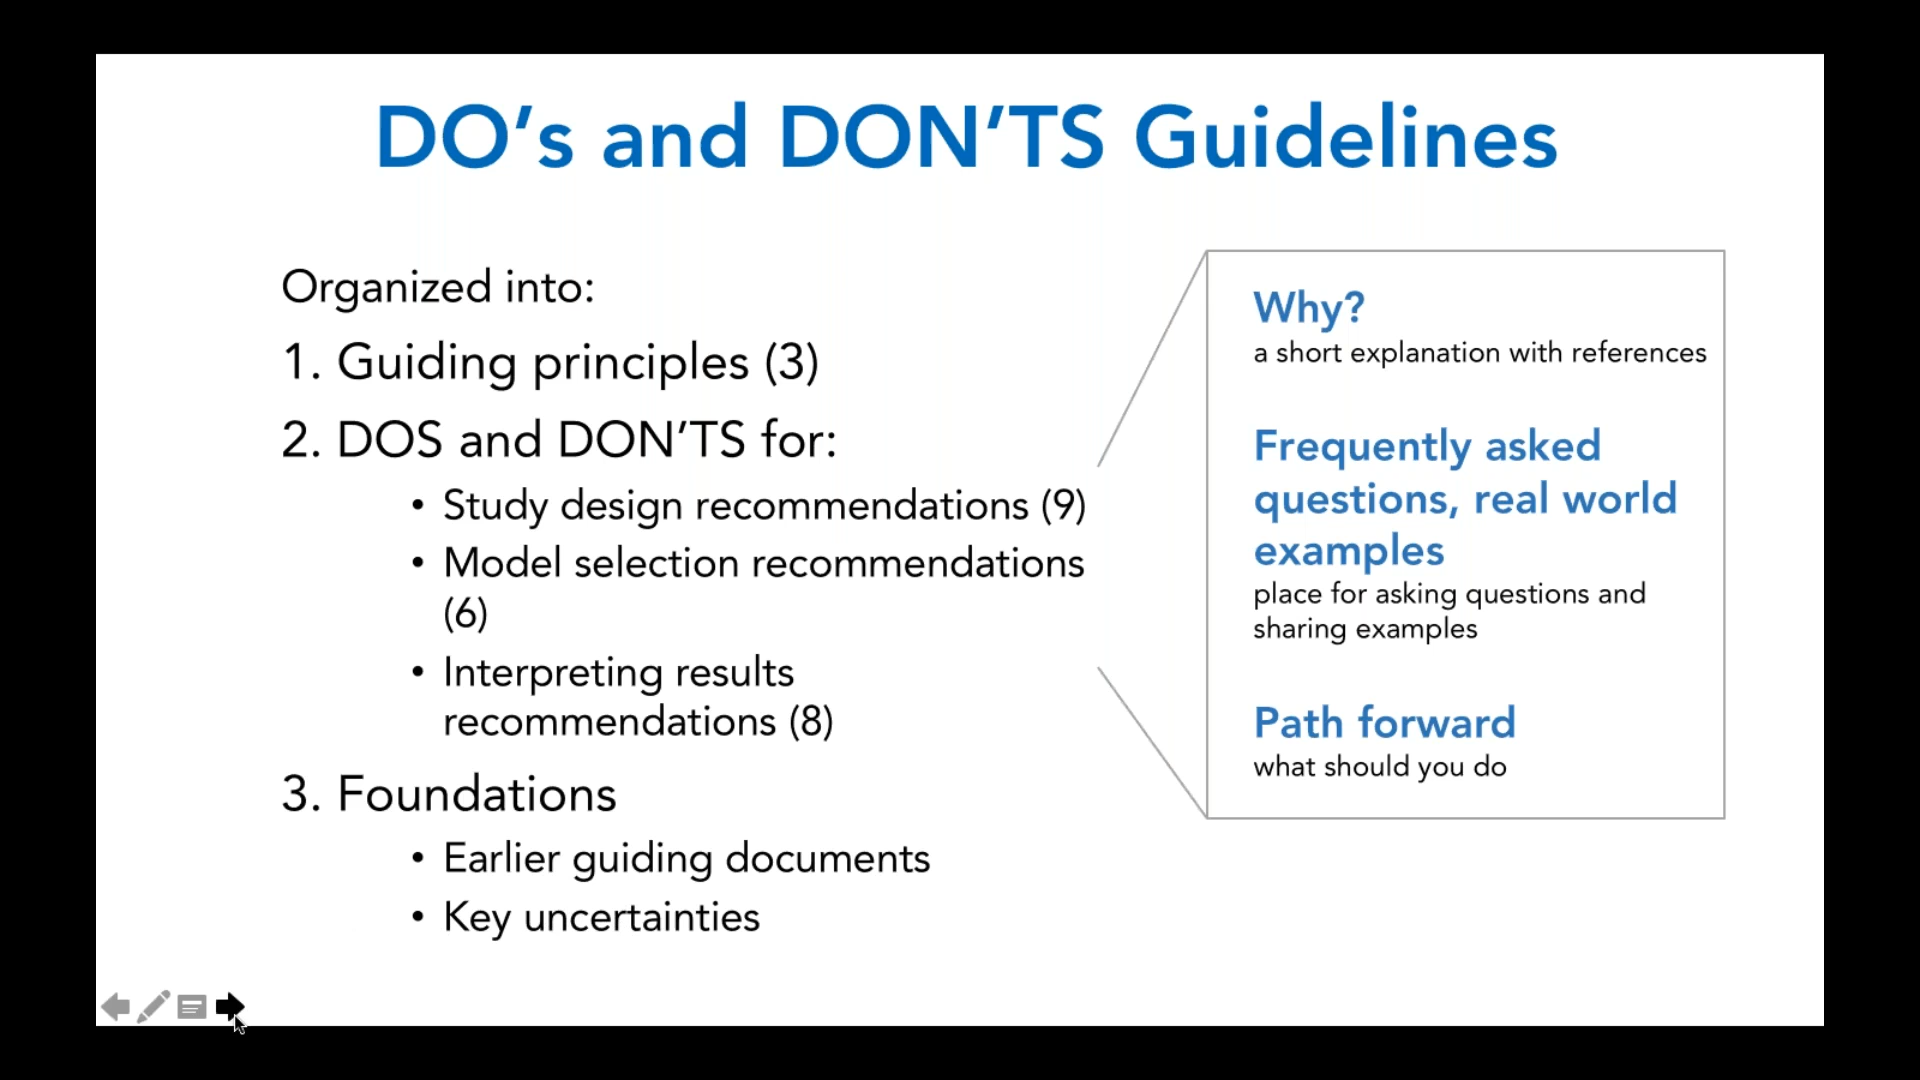 DO’s and DON’TS Guidelines
Organized into:
1. Guiding principles (3)
2. DOS and DON’TS for:
• Study design recommendations (9)
• Model selection recommendations
(6)
• Interpreting results
recommendations (8)
3. Foundations
• Earlier guiding documents
• Key uncertainties
Why?
a short explanation with references
Frequently asked
questions, real world
examples
place for asking questions and
sharing examples
Path forward
what should you do